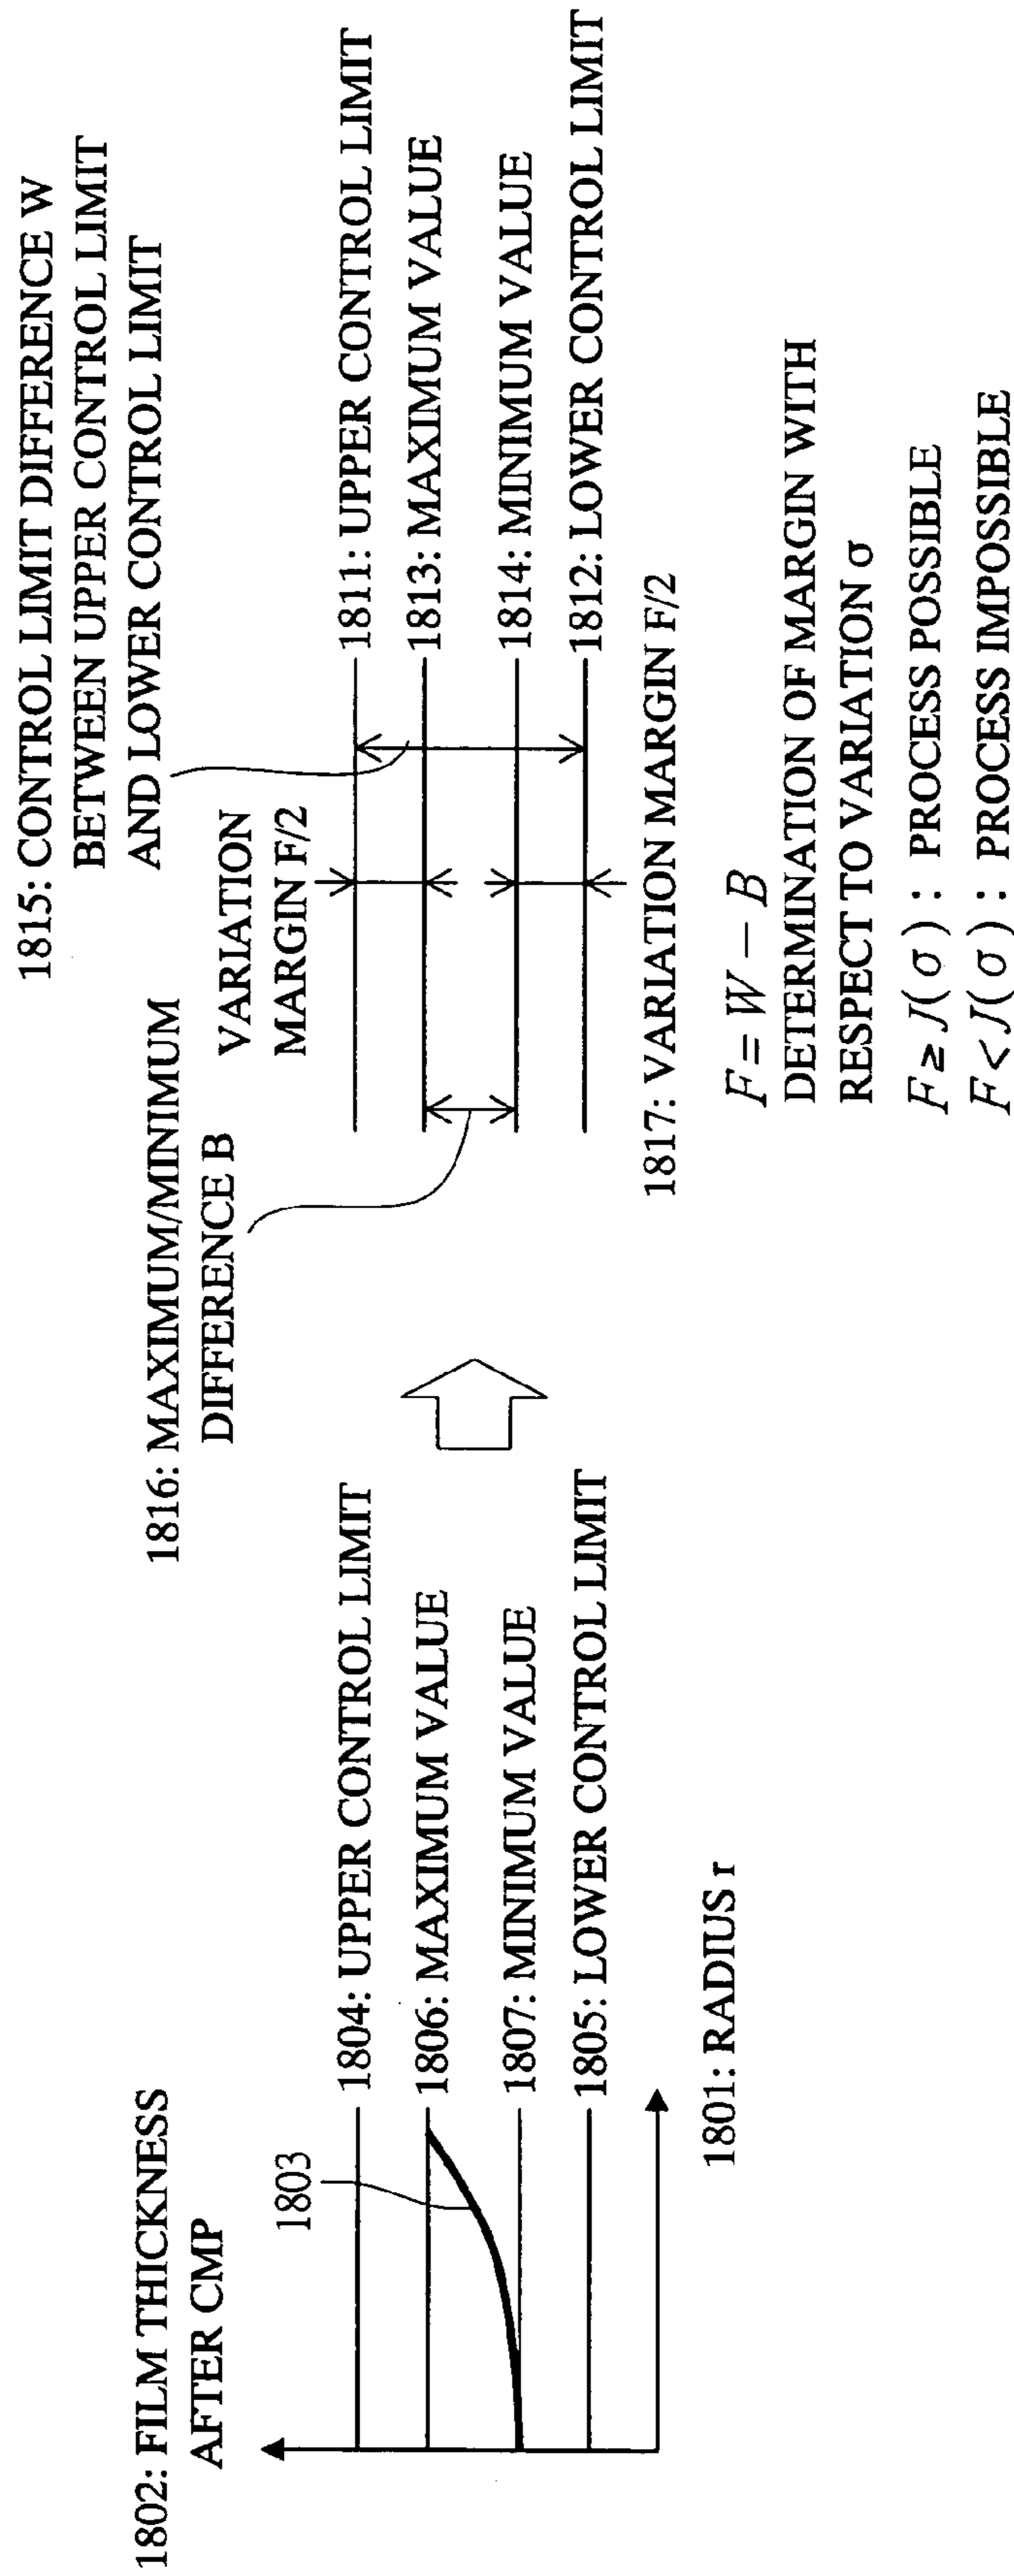 1802: FILM THICKNESS
AFTER CMP
1803
1804: UPPER CONTROL LIMIT
1806: MAXIMUM VALUE
1807: MINIMUM VALUE
1805: LOWER CONTROL LIMIT
1801: RADIUS r
1816: MAXIMUM/MINIMUM
DIFFERENCE B
1815: CONTROL LIMIT DIFFERENCE W
BETWEEN UPPER CONTROL LIMIT
AND LOWER CONTROL LIMIT
VARIATION
MARGIN F/2
1811: UPPER CONTROL LIMIT
1813: MAXIMUM VALUE
1814: MINIMUM VALUE
1812: LOWER CONTROL LIMIT
1817: VARIATION MARGIN F/2
F = W − B
DETERMINATION OF MARGIN WITH
RESPECT TO VARIATION σ
F ≥ J(σ) : PROCESS POSSIBLE
F < J(σ) : PROCESS IMPOSSIBLE